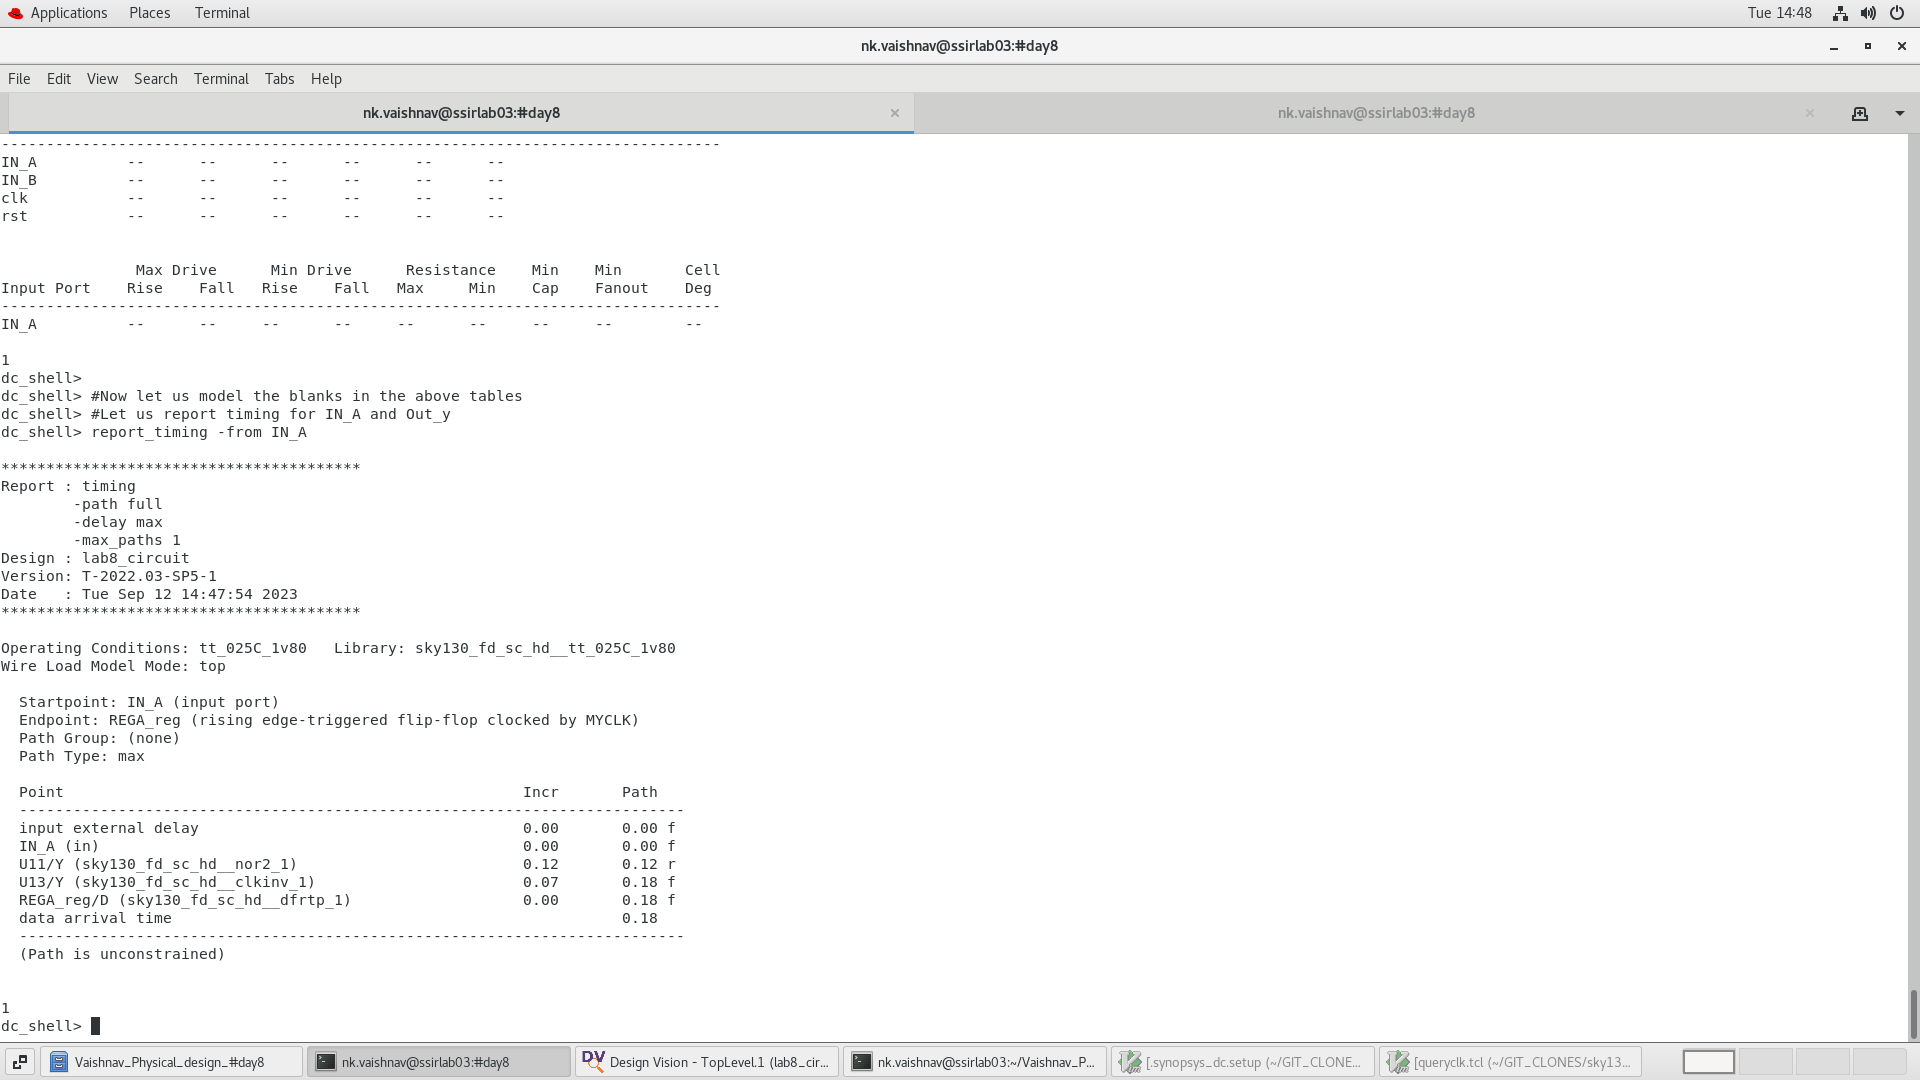 Applications Places Terminal Tue 14:48
nk.vaishnav@ssirlab03:#day8
File Edit View Search Terminal Tabs Help
nk.vaishnav@ssirlab03:#day8 × nk.vaishnav@ssirlab03:#day8 ×
--------------------------------------------------------------------------------
IN_A          --      --      --      --      --      --
IN_B          --      --      --      --      --      --
clk           --      --      --      --      --      --
rst           --      --      --      --      --      --
               Max Drive      Min Drive      Resistance    Min    Min       Cell
Input Port    Rise    Fall   Rise    Fall   Max     Min    Cap    Fanout    Deg
--------------------------------------------------------------------------------
IN_A          --      --     --      --     --      --     --     --        --
1
dc_shell>
dc_shell> #Now let us model the blanks in the above tables
dc_shell> #Let us report timing for IN_A and Out_y
dc_shell> report_timing -from IN_A
****************************************
Report : timing
        -path full
        -delay max
        -max_paths 1
Design : lab8_circuit
Version: T-2022.03-SP5-1
Date   : Tue Sep 12 14:47:54 2023
****************************************
Operating Conditions: tt_025C_1v80   Library: sky130_fd_sc_hd__tt_025C_1v80
Wire Load Model Mode: top
  Startpoint: IN_A (input port)
  Endpoint: REGA_reg (rising edge-triggered flip-flop clocked by MYCLK)
  Path Group: (none)
  Path Type: max
  Point                                                   Incr       Path
  --------------------------------------------------------------------------
  input external delay                                    0.00       0.00 f
  IN_A (in)                                               0.00       0.00 f
  U11/Y (sky130_fd_sc_hd__nor2_1)                         0.12       0.12 r
  U13/Y (sky130_fd_sc_hd__clkinv_1)                       0.07       0.18 f
  REGA_reg/D (sky130_fd_sc_hd__dfrtp_1)                   0.00       0.18 f
  data arrival time                                                  0.18
  --------------------------------------------------------------------------
  (Path is unconstrained)
1
dc_shell>
Vaishnav_Physical_design_#day8 nk.vaishnav@ssirlab03:#day8 DV Design Vision - TopLevel.1 (lab8_cir... nk.vaishnav@ssirlab03:~/Vaishnav_P... [.synopsys_dc.setup (~/GIT_CLONE... [queryclk.tcl (~/GIT_CLONES/sky13...